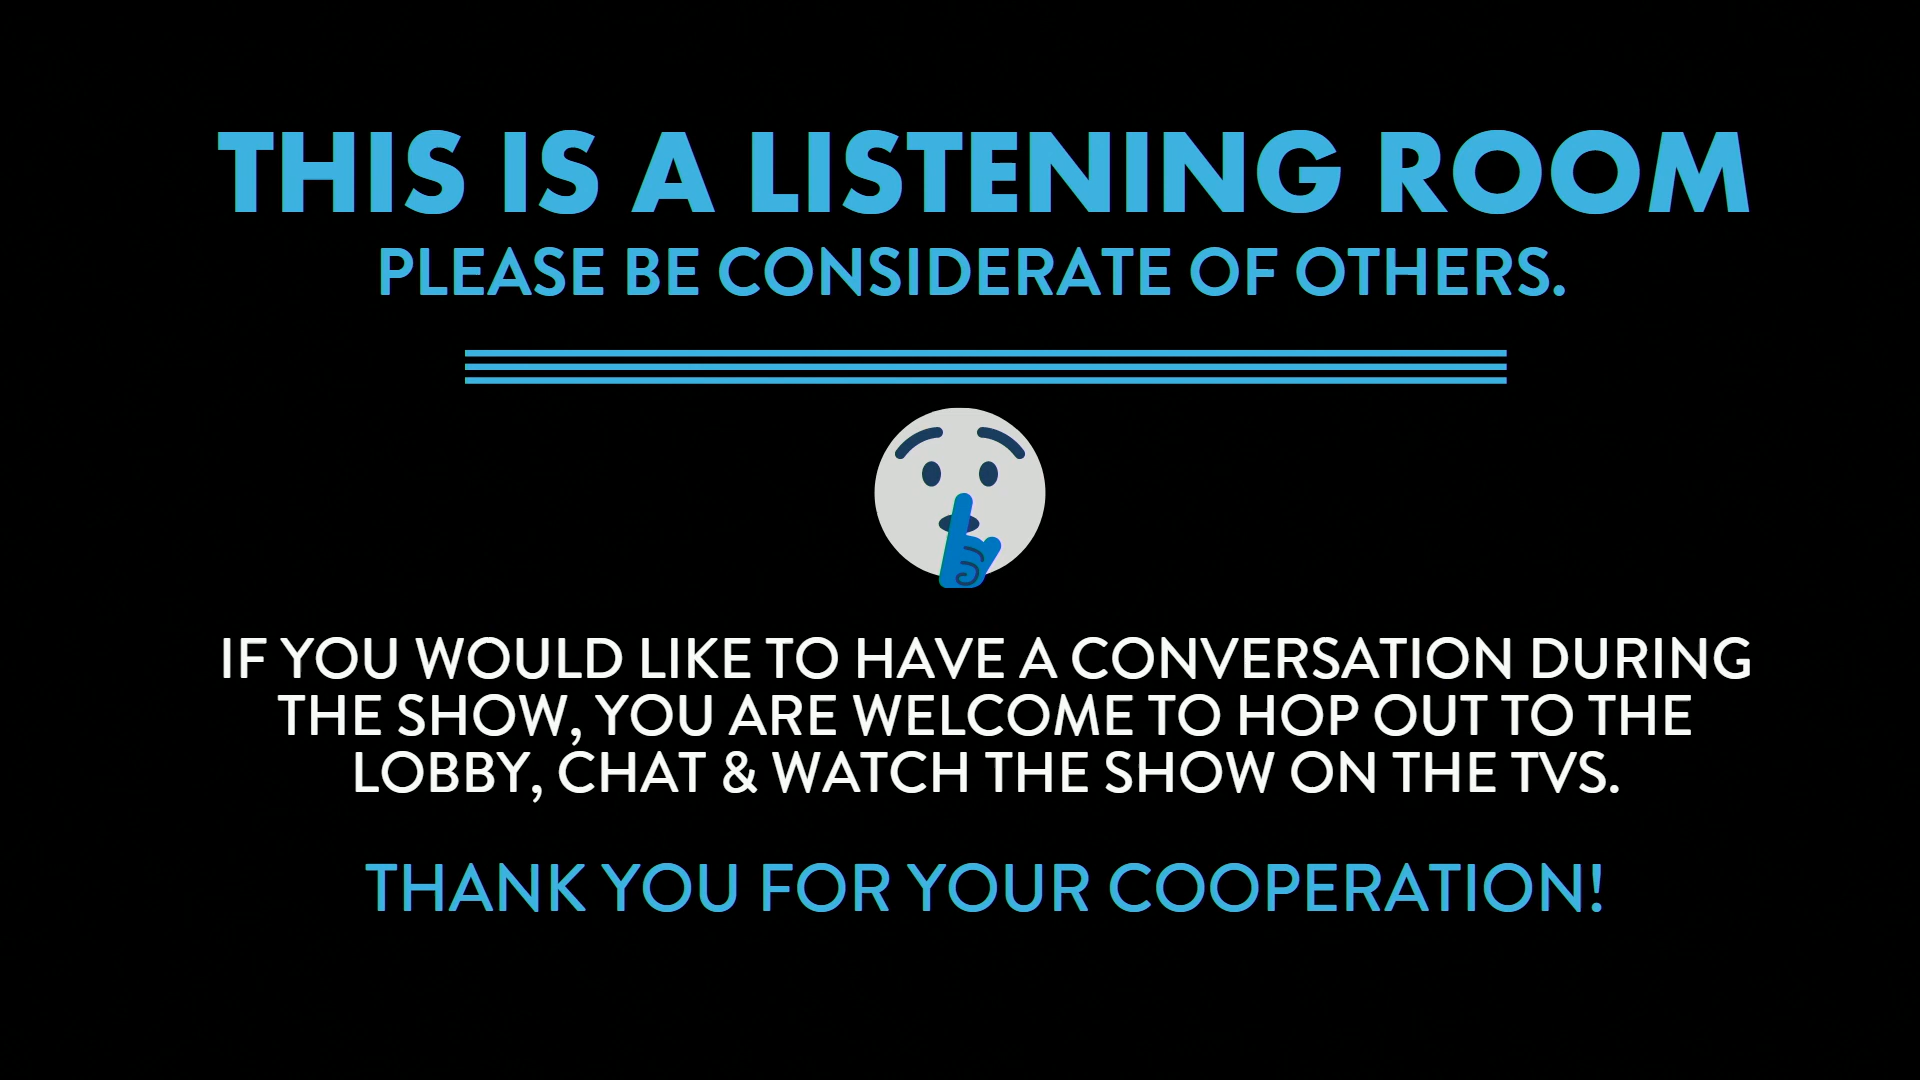 THIS IS A LISTENING ROOM
PLEASE BE CONSIDERATE OF OTHERS.
IF YOU WOULD LIKE TO HAVE A CONVERSATION DURING
THE SHOW, YOU ARE WELCOME TO HOP OUT TO THE
LOBBY, CHAT & WATCH THE SHOW ON THE TVS.
THANK YOU FOR YOUR COOPERATION!